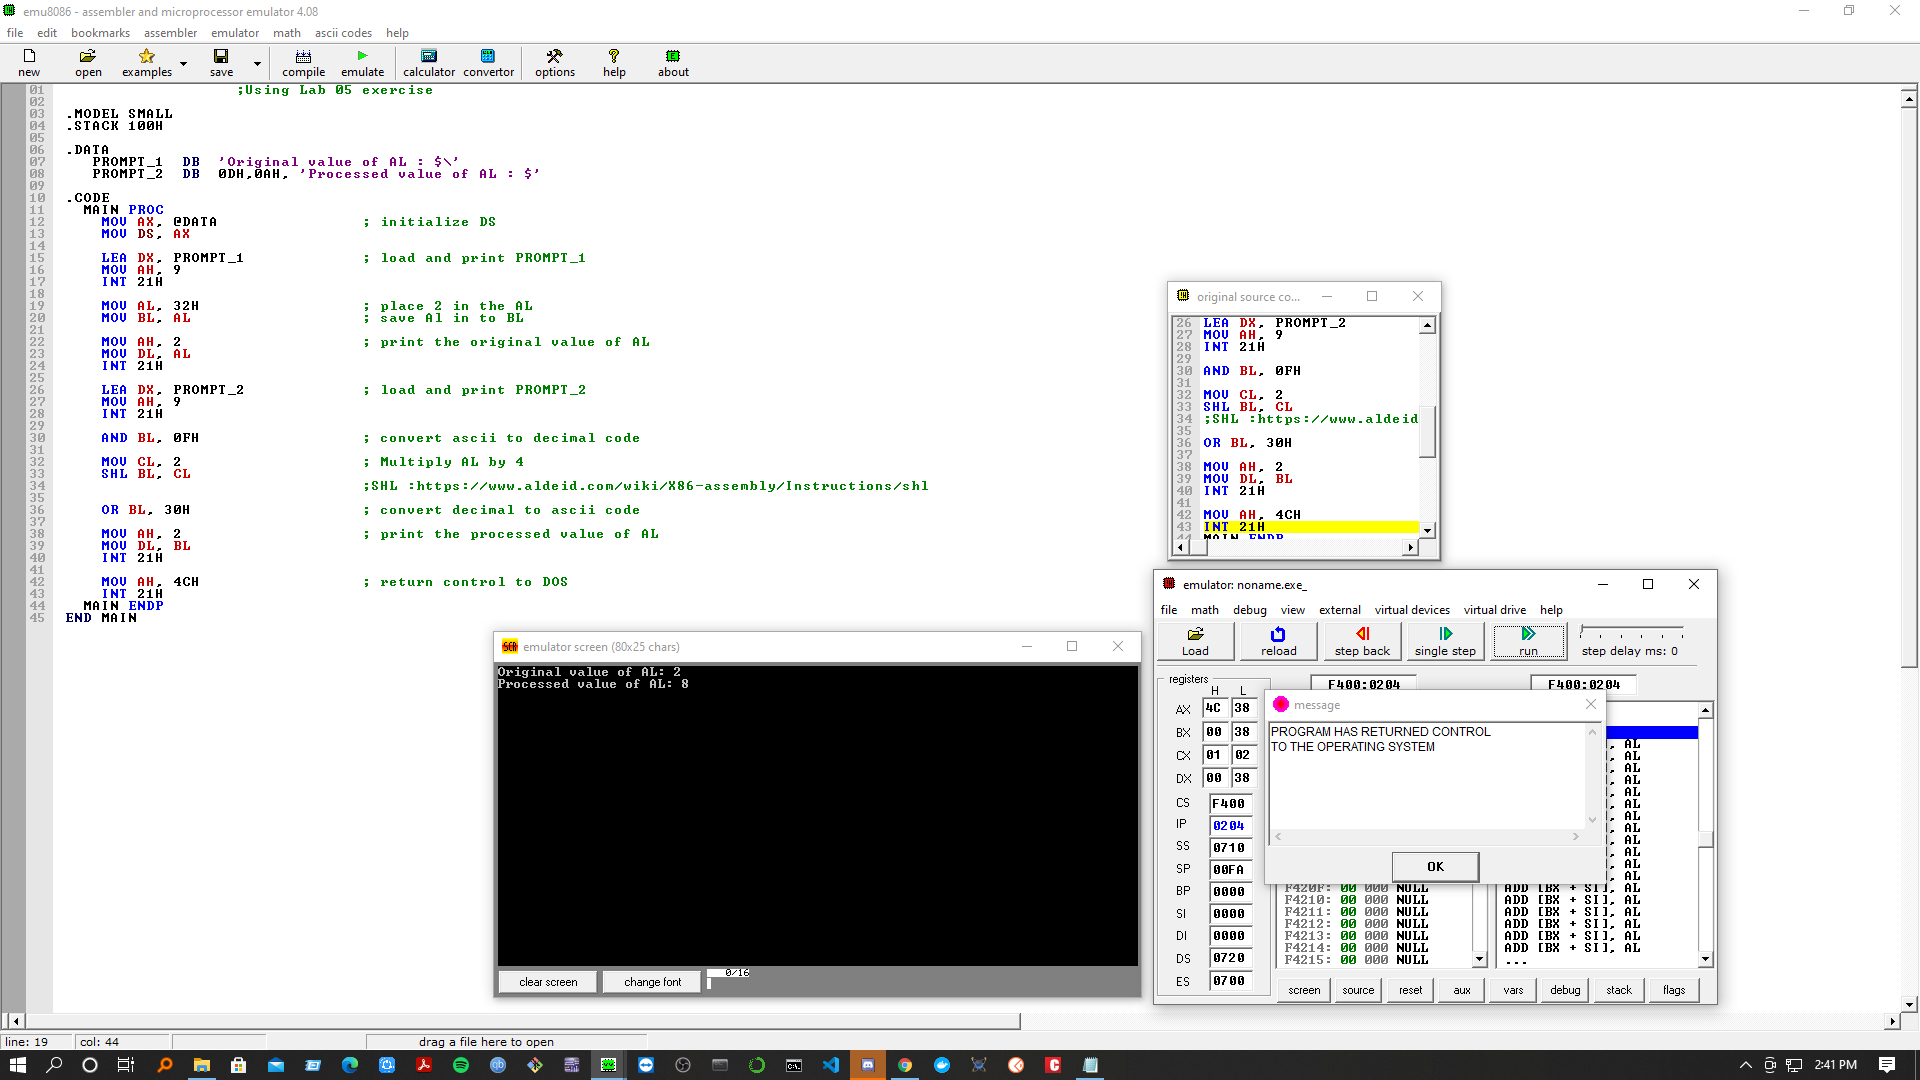 emu8086 - assembler and microprocessor emulator 4.08
file edit bookmarks assembler emulator math ascii codes help
new open examples save compile emulate calculator convertor options help about
01 ;Using Lab 05 exercise
02
03 .MODEL SMALL
04 .STACK 100H
05
06 .DATA
07 PROMPT_1 DB 'Original value of AL : $\'
08 PROMPT_2 DB 0DH,0AH, 'Processed value of AL : $'
09
10 .CODE
11 MAIN PROC
12 MOV AX, @DATA ; initialize DS
13 MOV DS, AX
14
15 LEA DX, PROMPT_1 ; load and print PROMPT_1
16 MOV AH, 9
17 INT 21H
18
19 MOV AL, 32H ; place 2 in the AL
20 MOV BL, AL ; save Al in to BL
21
22 MOV AH, 2 ; print the original value of AL
23 MOV DL, AL
24 INT 21H
25
26 LEA DX, PROMPT_2 ; load and print PROMPT_2
27 MOV AH, 9
28 INT 21H
29
30 AND BL, 0FH ; convert ascii to decimal code
31
32 MOV CL, 2 ; Multiply AL by 4
33 SHL BL, CL
34 ;SHL :https://www.aldeid.com/wiki/X86-assembly/Instructions/shl
35
36 OR BL, 30H ; convert decimal to ascii code
37
38 MOV AH, 2 ; print the processed value of AL
39 MOV DL, BL
40 INT 21H
41
42 MOV AH, 4CH ; return control to DOS
43 INT 21H
44 MAIN ENDP
45 END MAIN
original source co...
26 LEA DX, PROMPT_2
27 MOV AH, 9
28 INT 21H
29
30 AND BL, 0FH
31
32 MOV CL, 2
33 SHL BL, CL
34 ;SHL :https://www.aldeid
35
36 OR BL, 30H
37
38 MOV AH, 2
39 MOV DL, BL
40 INT 21H
41
42 MOV AH, 4CH
43 INT 21H
44 MAIN ENDP
emulator screen (80x25 chars)
Original value of AL: 2
Processed value of AL: 8
clear screen change font 0/16
emulator: noname.exe_
file math debug view external virtual devices virtual drive help
Load reload step back single step run step delay ms: 0
registers F400:0204 F400:0204
H L
AX 4C 38
BX 00 38
CX 01 02
DX 00 38
CS F400
IP 0204
SS 0710
SP 00FA
BP 0000
SI 0000
DI 0000
DS 0720
ES 0700
message
PROGRAM HAS RETURNED CONTROL
TO THE OPERATING SYSTEM
OK
, AL
, AL
, AL
, AL
, AL
, AL
, AL
, AL
, AL
, AL
, AL
, AL
F420F: 00 000 NULL ADD [BX + SI], AL
F4210: 00 000 NULL ADD [BX + SI], AL
F4211: 00 000 NULL ADD [BX + SI], AL
F4212: 00 000 NULL ADD [BX + SI], AL
F4213: 00 000 NULL ADD [BX + SI], AL
F4214: 00 000 NULL ADD [BX + SI], AL
F4215: 00 000 NULL ...
screen source reset aux vars debug stack flags
line: 19 col: 44 drag a file here to open
2:41 PM